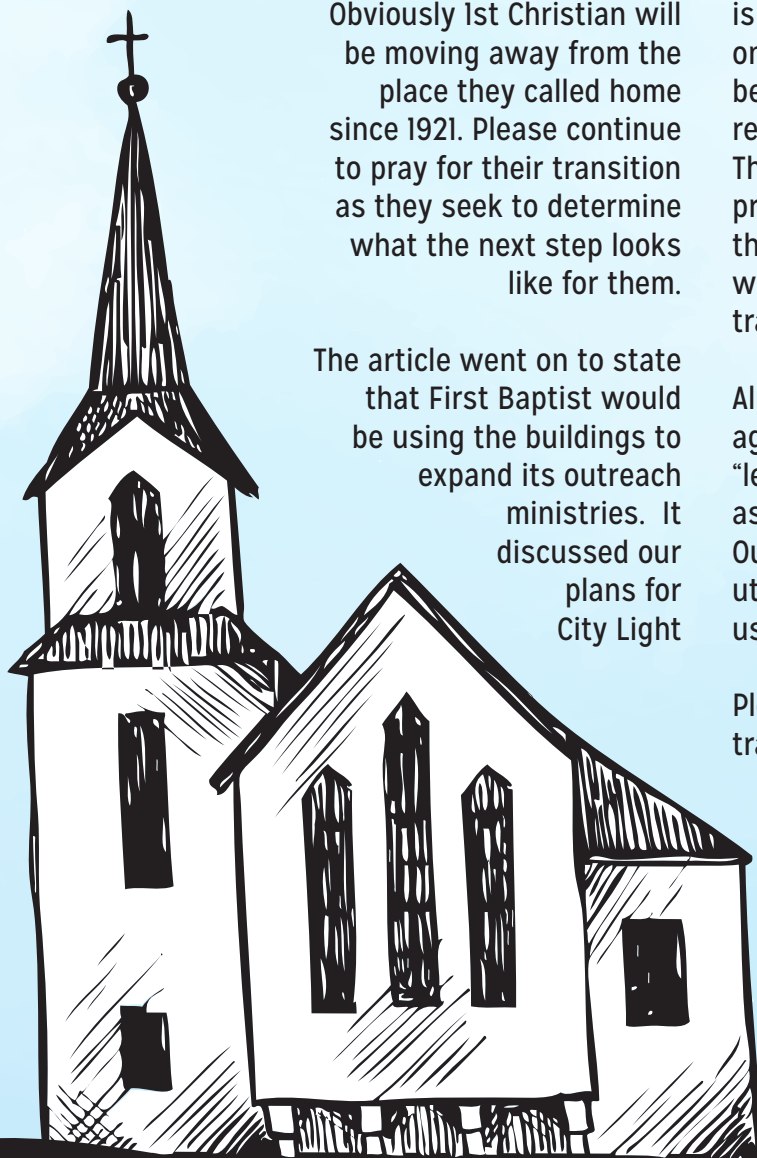 Obviously 1st Christian will
be moving away from the
place they called home
since 1921. Please continue
to pray for their transition
as they seek to determine
what the next step looks
like for them.
The article went on to state
that First Baptist would
be using the buildings to
expand its outreach
ministries.  It
discussed our
plans for
City Light
is